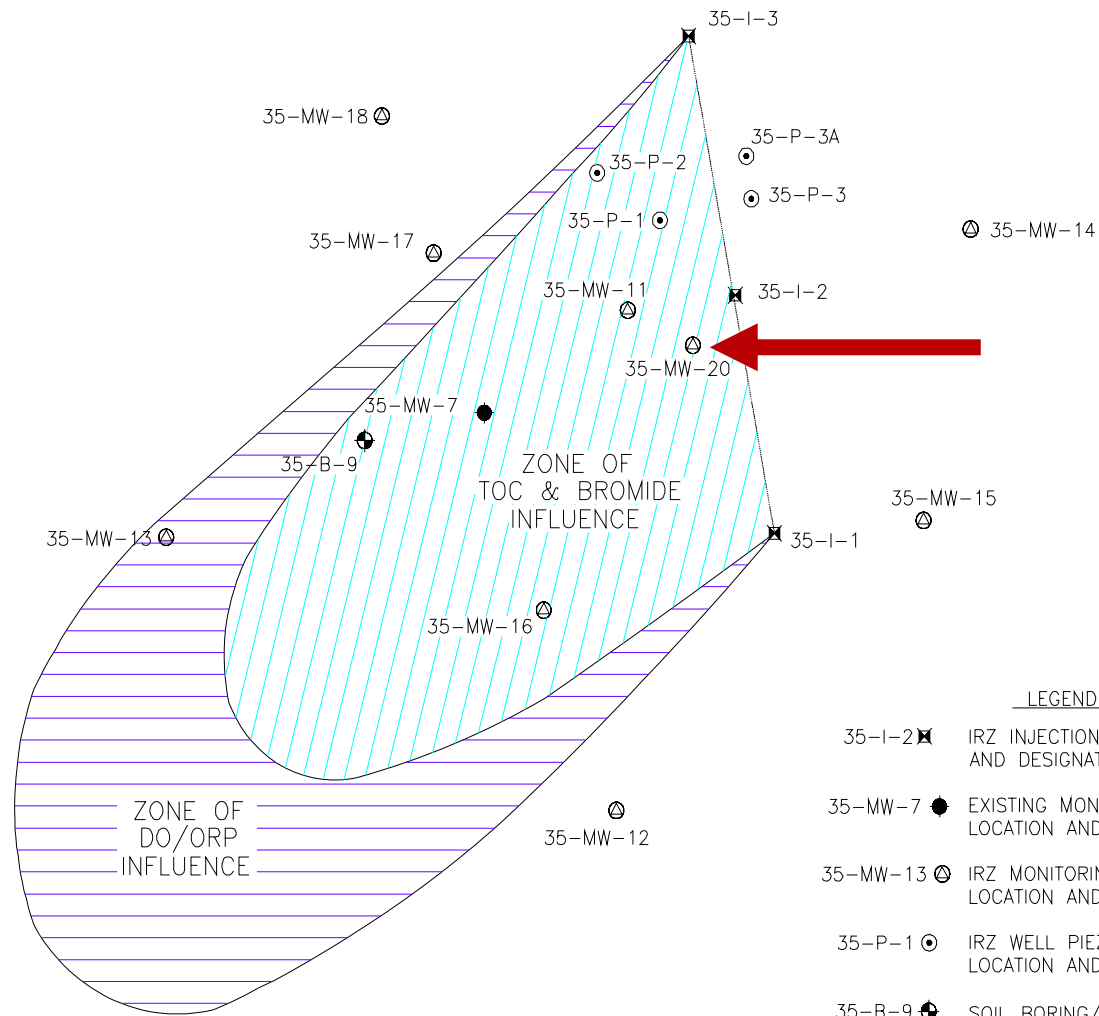 35-I-3
35-MW-18
35-P-3A
35-P-2
35-P-3
35-P-1
35-MW-14
35-MW-17
35-MW-11
35-I-2
35-MW-20
35-MW-7
35-B-9
ZONE OF
TOC & BROMIDE
INFLUENCE
35-MW-15
35-MW-13
35-I-1
35-MW-16
ZONE OF
DO/ORP
INFLUENCE
35-MW-12
LEGEND
35-I-2 IRZ INJECTION
AND DESIGNAT
35-MW-7 EXISTING MON
LOCATION AND
35-MW-13 IRZ MONITORIN
LOCATION AND
35-P-1 IRZ WELL PIEZ
LOCATION AND
35-B-9 SOIL BORING/